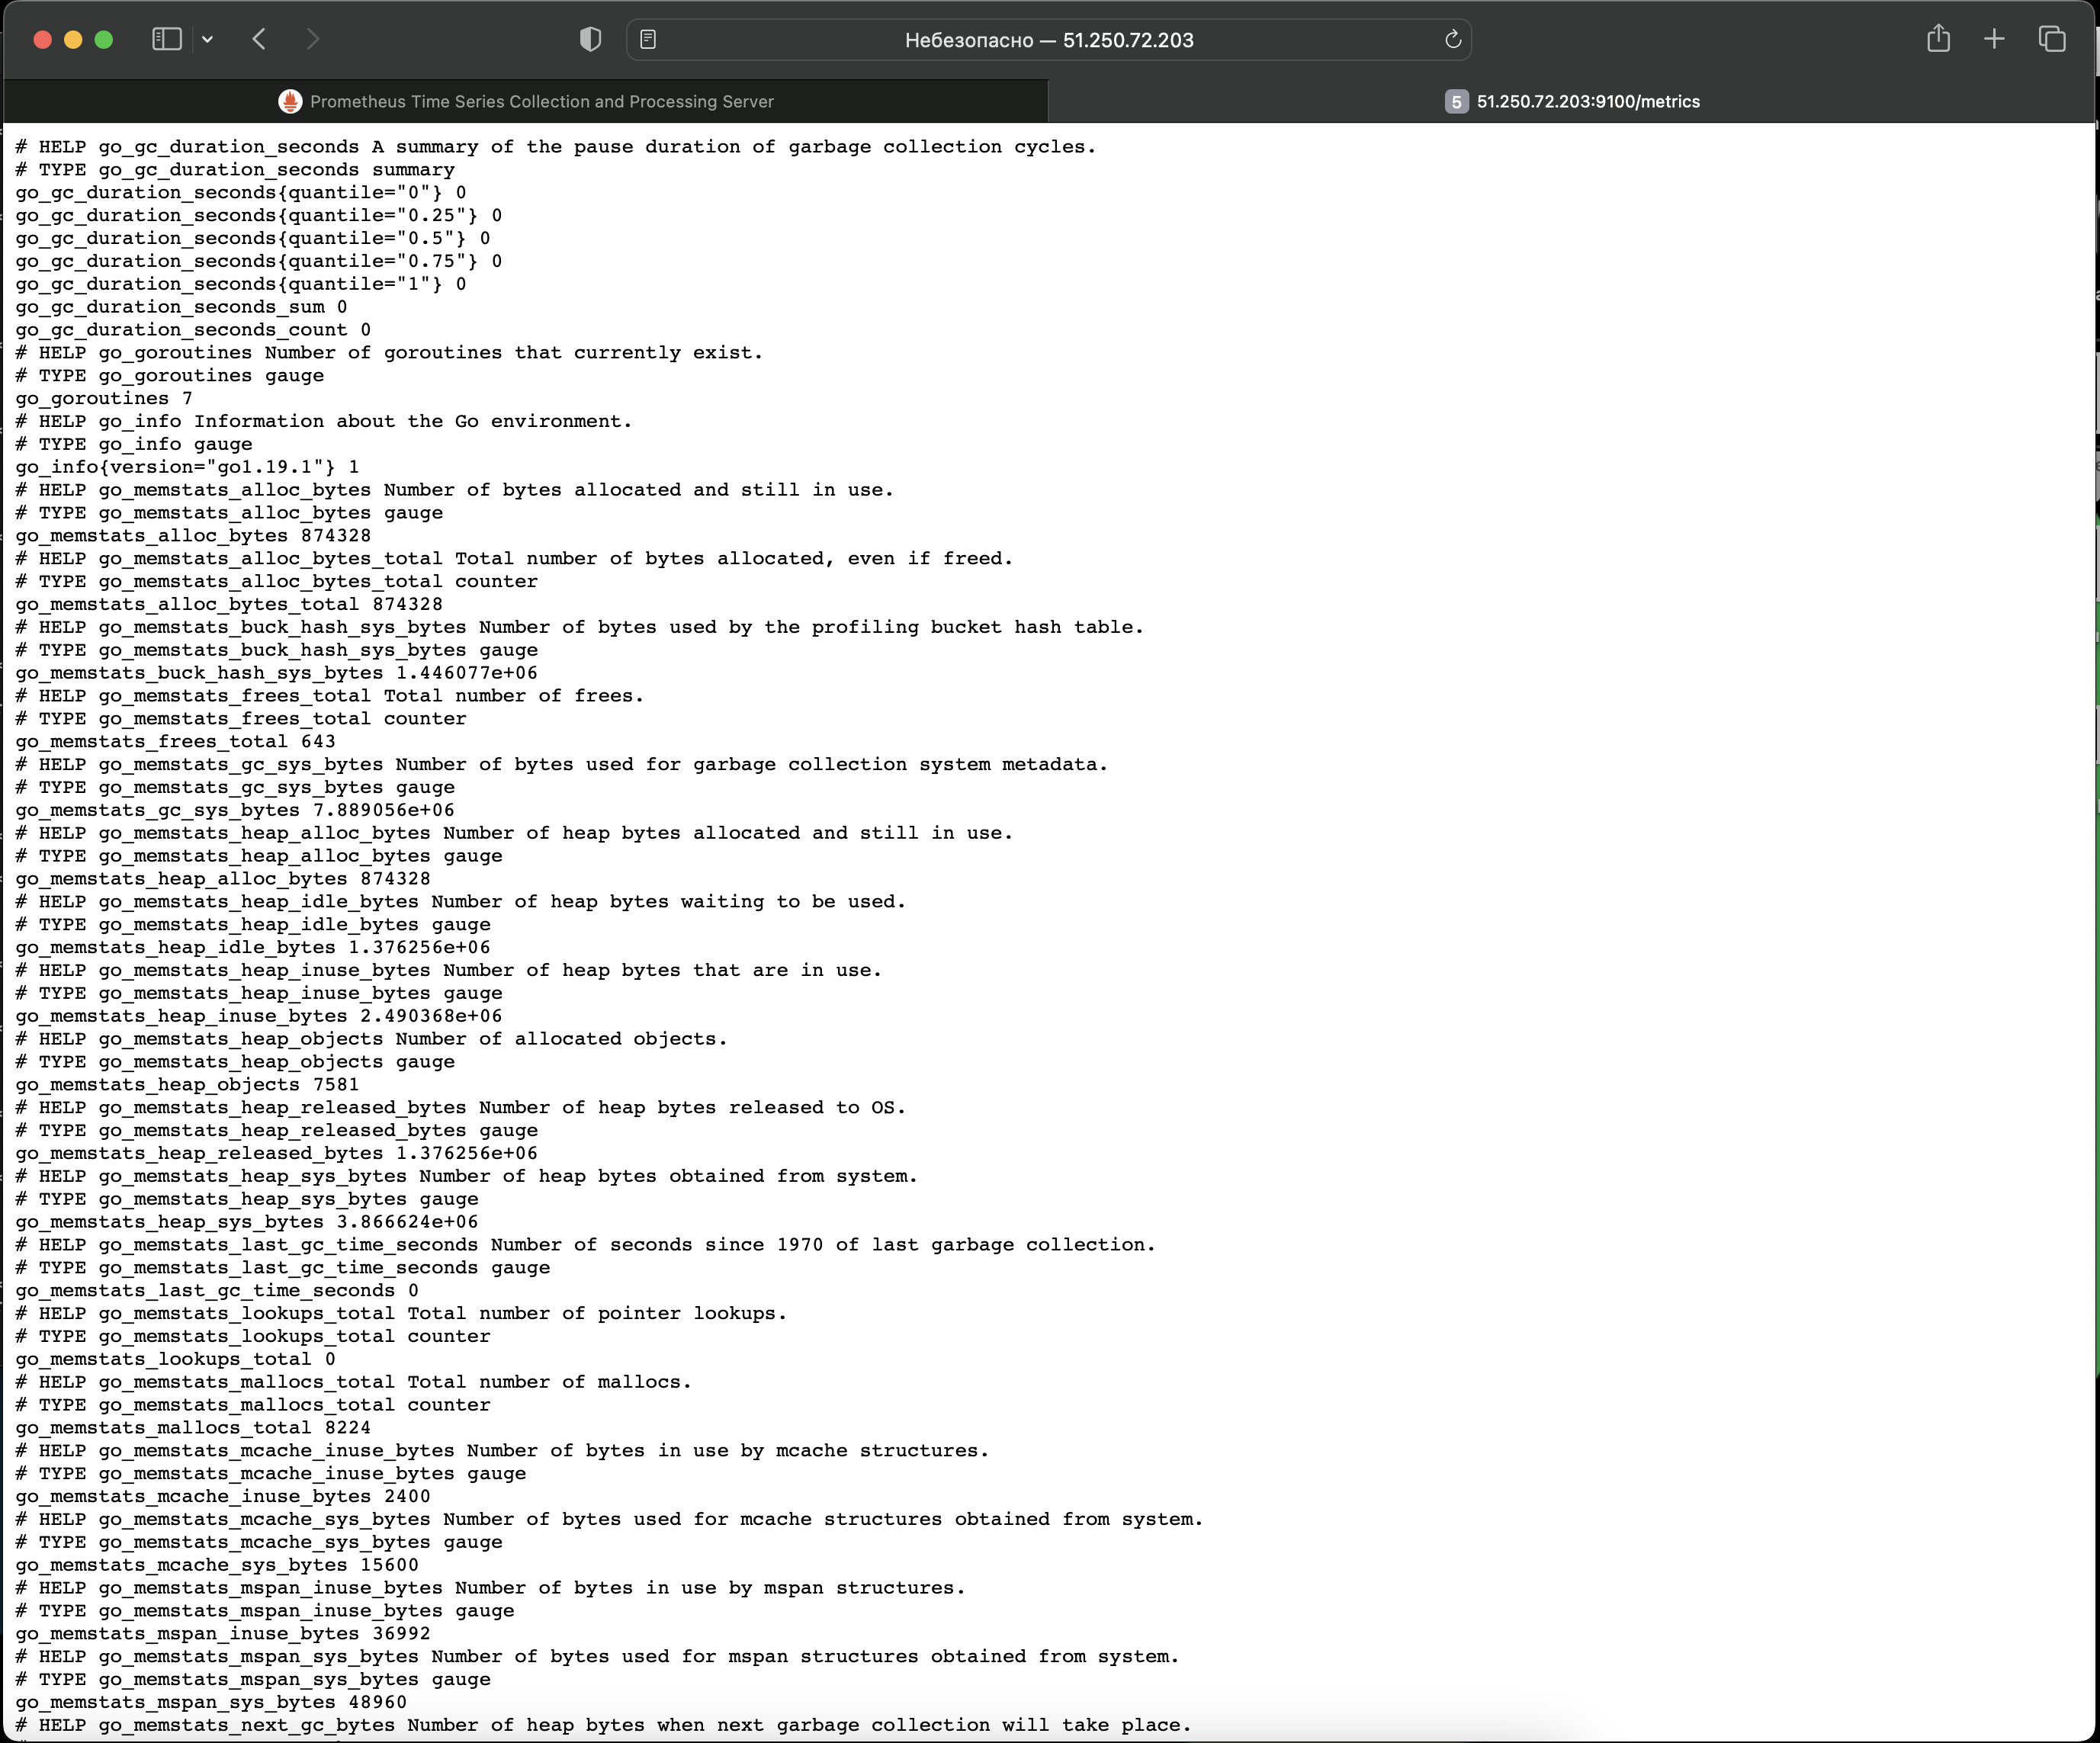 Небезопасно — 51.250.72.203
Prometheus Time Series Collection and Processing Server
5 51.250.72.203:9100/metrics
# HELP go_gc_duration_seconds A summary of the pause duration of garbage collection cycles.
# TYPE go_gc_duration_seconds summary
go_gc_duration_seconds{quantile="0"} 0
go_gc_duration_seconds{quantile="0.25"} 0
go_gc_duration_seconds{quantile="0.5"} 0
go_gc_duration_seconds{quantile="0.75"} 0
go_gc_duration_seconds{quantile="1"} 0
go_gc_duration_seconds_sum 0
go_gc_duration_seconds_count 0
# HELP go_goroutines Number of goroutines that currently exist.
# TYPE go_goroutines gauge
go_goroutines 7
# HELP go_info Information about the Go environment.
# TYPE go_info gauge
go_info{version="go1.19.1"} 1
# HELP go_memstats_alloc_bytes Number of bytes allocated and still in use.
# TYPE go_memstats_alloc_bytes gauge
go_memstats_alloc_bytes 874328
# HELP go_memstats_alloc_bytes_total Total number of bytes allocated, even if freed.
# TYPE go_memstats_alloc_bytes_total counter
go_memstats_alloc_bytes_total 874328
# HELP go_memstats_buck_hash_sys_bytes Number of bytes used by the profiling bucket hash table.
# TYPE go_memstats_buck_hash_sys_bytes gauge
go_memstats_buck_hash_sys_bytes 1.446077e+06
# HELP go_memstats_frees_total Total number of frees.
# TYPE go_memstats_frees_total counter
go_memstats_frees_total 643
# HELP go_memstats_gc_sys_bytes Number of bytes used for garbage collection system metadata.
# TYPE go_memstats_gc_sys_bytes gauge
go_memstats_gc_sys_bytes 7.889056e+06
# HELP go_memstats_heap_alloc_bytes Number of heap bytes allocated and still in use.
# TYPE go_memstats_heap_alloc_bytes gauge
go_memstats_heap_alloc_bytes 874328
# HELP go_memstats_heap_idle_bytes Number of heap bytes waiting to be used.
# TYPE go_memstats_heap_idle_bytes gauge
go_memstats_heap_idle_bytes 1.376256e+06
# HELP go_memstats_heap_inuse_bytes Number of heap bytes that are in use.
# TYPE go_memstats_heap_inuse_bytes gauge
go_memstats_heap_inuse_bytes 2.490368e+06
# HELP go_memstats_heap_objects Number of allocated objects.
# TYPE go_memstats_heap_objects gauge
go_memstats_heap_objects 7581
# HELP go_memstats_heap_released_bytes Number of heap bytes released to OS.
# TYPE go_memstats_heap_released_bytes gauge
go_memstats_heap_released_bytes 1.376256e+06
# HELP go_memstats_heap_sys_bytes Number of heap bytes obtained from system.
# TYPE go_memstats_heap_sys_bytes gauge
go_memstats_heap_sys_bytes 3.866624e+06
# HELP go_memstats_last_gc_time_seconds Number of seconds since 1970 of last garbage collection.
# TYPE go_memstats_last_gc_time_seconds gauge
go_memstats_last_gc_time_seconds 0
# HELP go_memstats_lookups_total Total number of pointer lookups.
# TYPE go_memstats_lookups_total counter
go_memstats_lookups_total 0
# HELP go_memstats_mallocs_total Total number of mallocs.
# TYPE go_memstats_mallocs_total counter
go_memstats_mallocs_total 8224
# HELP go_memstats_mcache_inuse_bytes Number of bytes in use by mcache structures.
# TYPE go_memstats_mcache_inuse_bytes gauge
go_memstats_mcache_inuse_bytes 2400
# HELP go_memstats_mcache_sys_bytes Number of bytes used for mcache structures obtained from system.
# TYPE go_memstats_mcache_sys_bytes gauge
go_memstats_mcache_sys_bytes 15600
# HELP go_memstats_mspan_inuse_bytes Number of bytes in use by mspan structures.
# TYPE go_memstats_mspan_inuse_bytes gauge
go_memstats_mspan_inuse_bytes 36992
# HELP go_memstats_mspan_sys_bytes Number of bytes used for mspan structures obtained from system.
# TYPE go_memstats_mspan_sys_bytes gauge
go_memstats_mspan_sys_bytes 48960
# HELP go_memstats_next_gc_bytes Number of heap bytes when next garbage collection will take place.